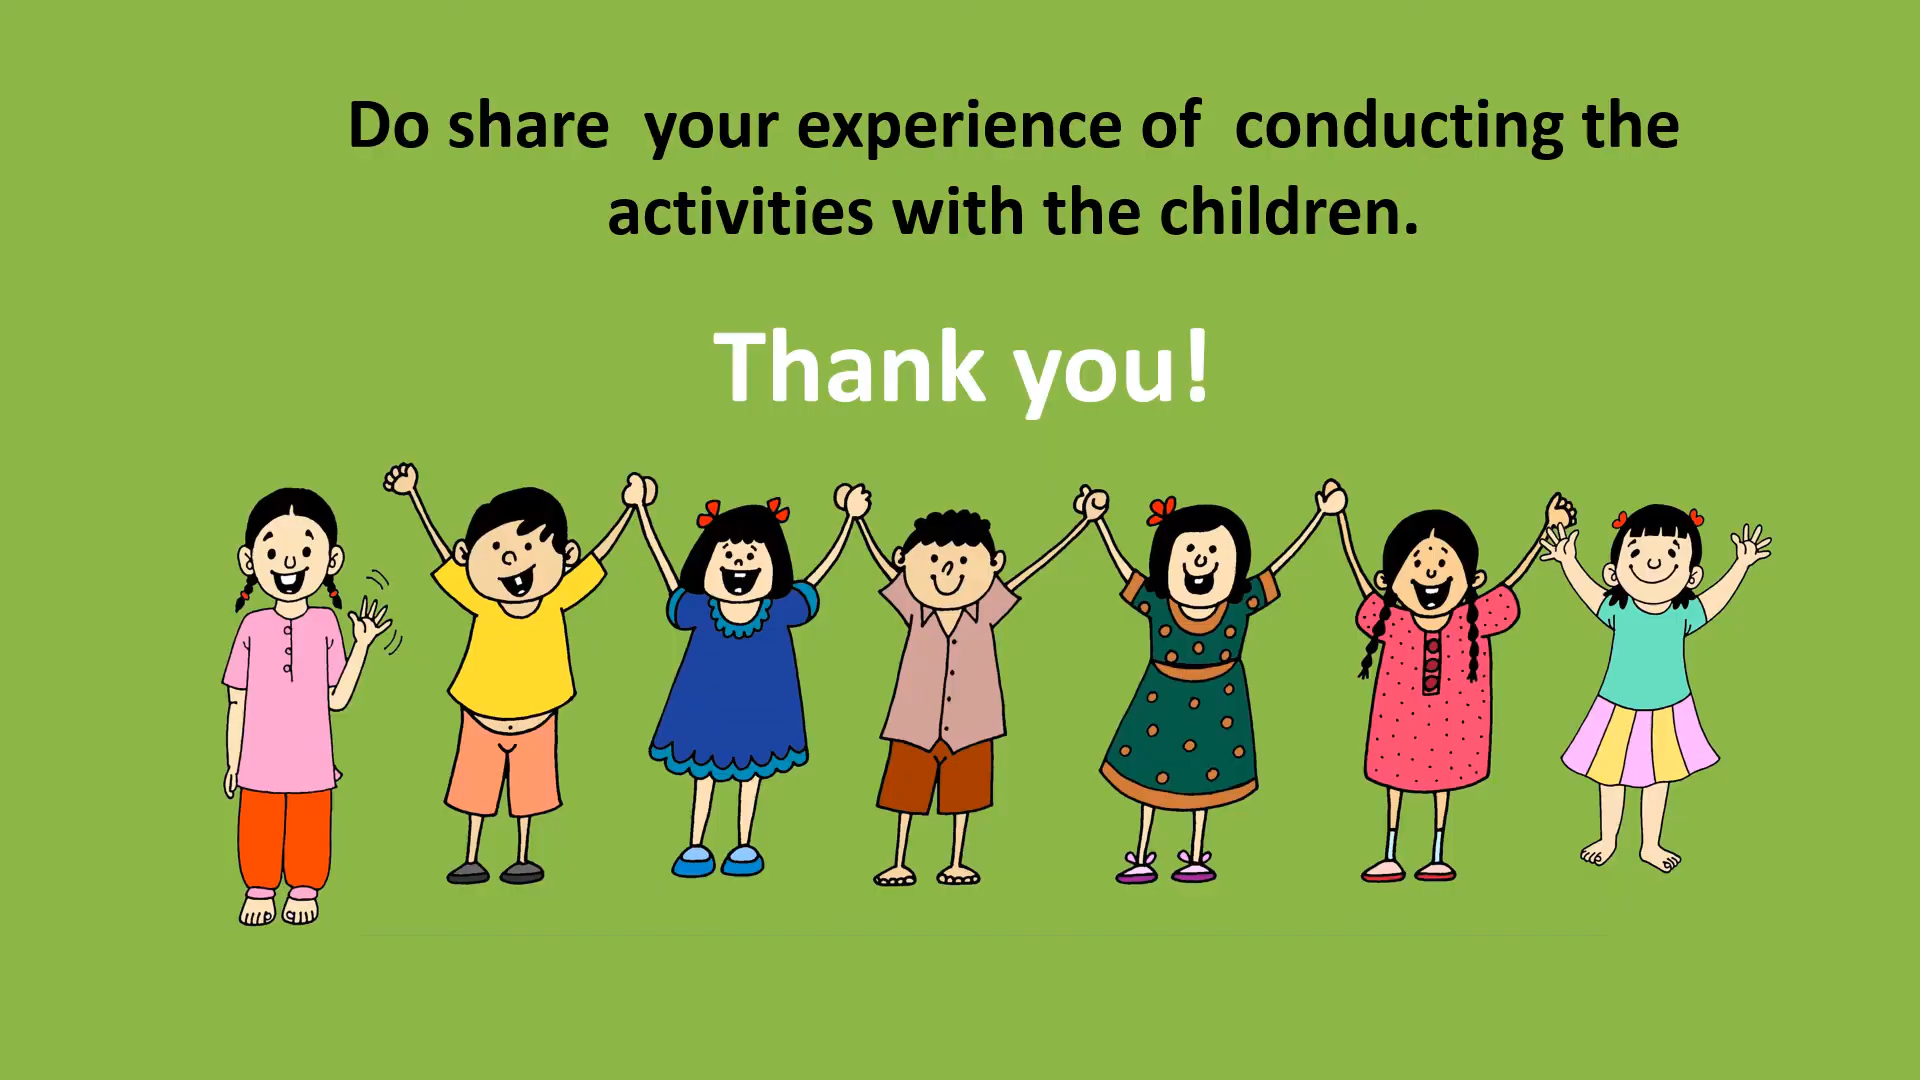 Do share  your experience of  conducting the
activities with the children.
Thank you!